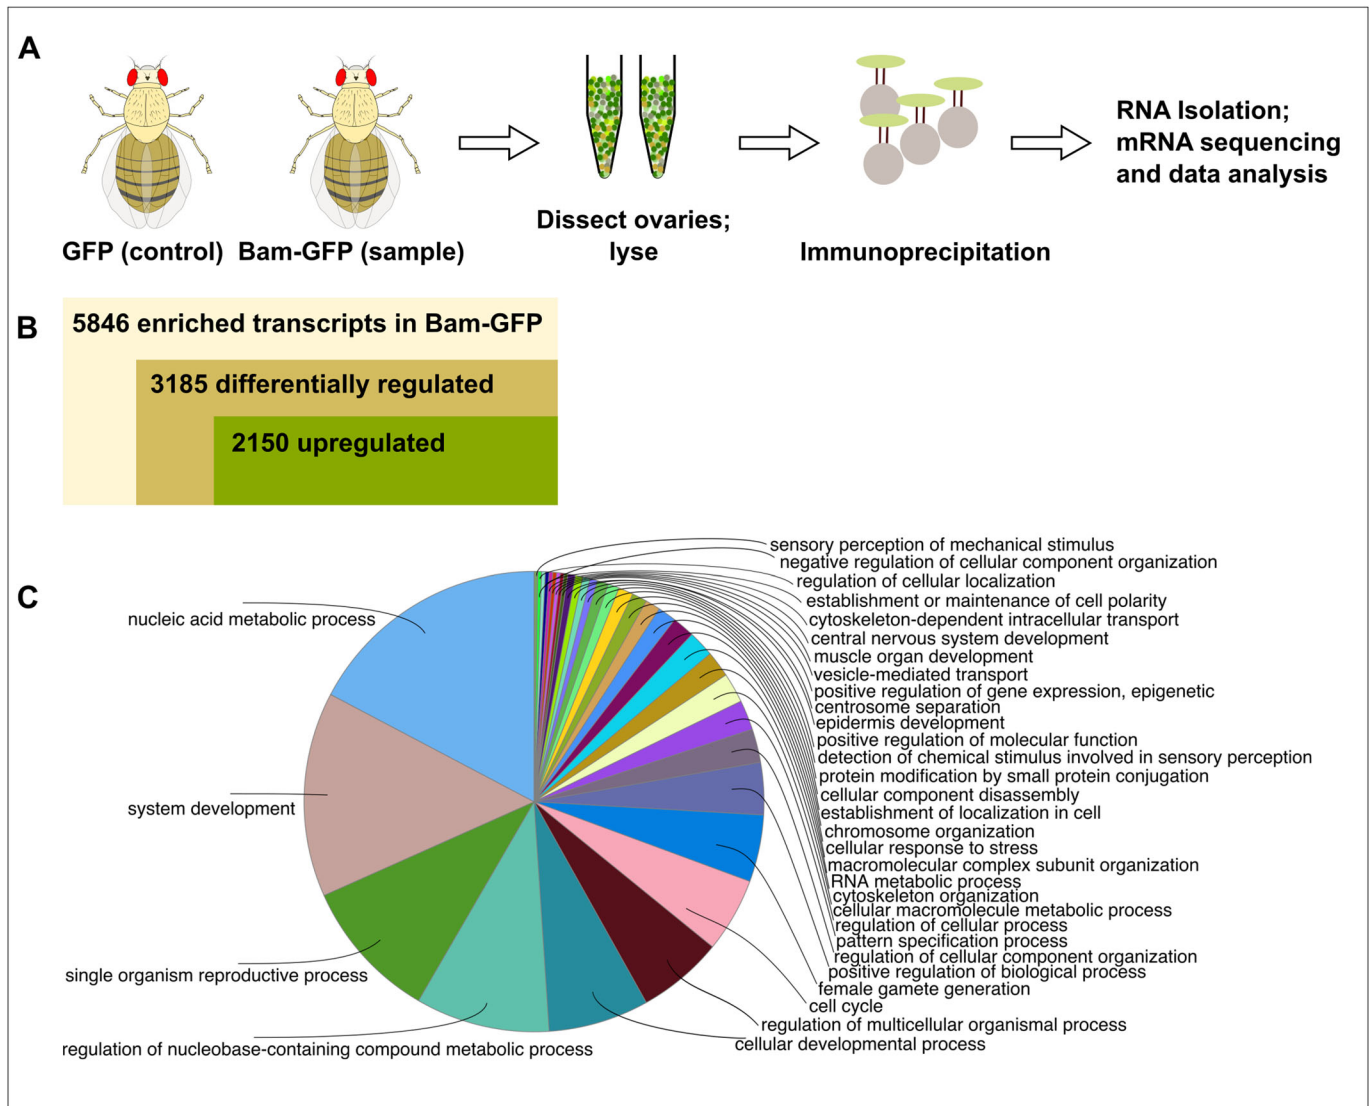 A
GFP (control)
Bam-GFP (sample)
Dissect ovaries;
lyse
Immunoprecipitation
RNA Isolation;
mRNA sequencing
and data analysis
B
5846 enriched transcripts in Bam-GFP
3185 differentially regulated
2150 upregulated
C
nucleic acid metabolic process
system development
single organism reproductive process
regulation of nucleobase-containing compound metabolic process
sensory perception of mechanical stimulus
negative regulation of cellular component organization
regulation of cellular localization
establishment or maintenance of cell polarity
cytoskeleton-dependent intracellular transport
central nervous system development
muscle organ development
vesicle-mediated transport
positive regulation of gene expression, epigenetic
centrosome separation
epidermis development
positive regulation of molecular function
detection of chemical stimulus involved in sensory perception
protein modification by small protein conjugation
cellular component disassembly
establishment of localization in cell
chromosome organization
cellular response to stress
macromolecular complex subunit organization
RNA metabolic process
cytoskeleton organization
cellular macromolecule metabolic process
regulation of cellular process
pattern specification process
regulation of cellular component organization
positive regulation of biological process
female gamete generation
cell cycle
regulation of multicellular organismal process
cellular developmental process